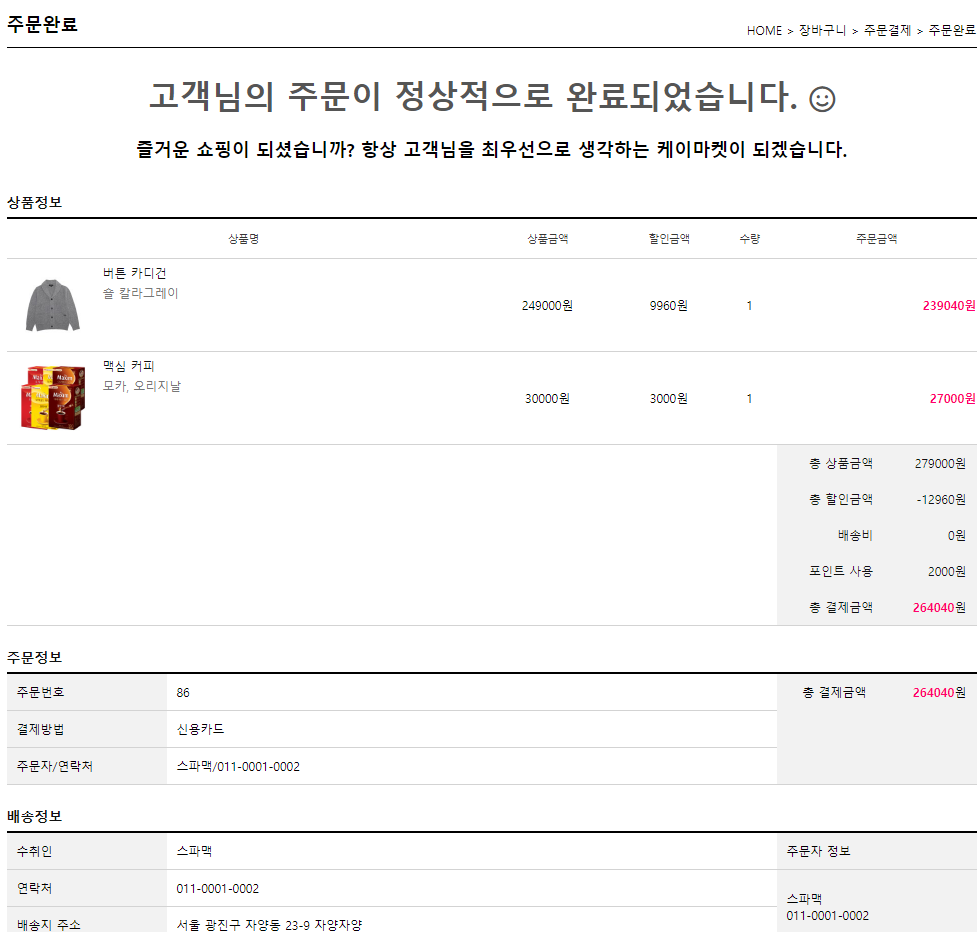 주문완료
HOME > 장바구니 > 주문결제 > 주문완료
고객님의 주문이 정상적으로 완료되었습니다.
즐거운 쇼핑이 되셨습니까? 항상 고객님을 최우선으로 생각하는 케이마켓이 되겠습니다.
상품정보
상품명 상품금액 할인금액 수량 주문금액
버튼 카디건
숄 칼라그레이
249000원 9960원 1 239040원
맥심 커피
모카, 오리지날
30000원 3000원 1 27000원
총 상품금액 279000원
총 할인금액 -12960원
배송비 0원
포인트 사용 2000원
총 결제금액 264040원
주문정보
주문번호 86 총 결제금액 264040원
결제방법 신용카드
주문자/연락처 스파맥/011-0001-0002
배송정보
수취인 스파맥 주문자 정보
연락처 011-0001-0002
스파맥
011-0001-0002
배송지 주소 서울 광진구 자양동 23-9 자양자양